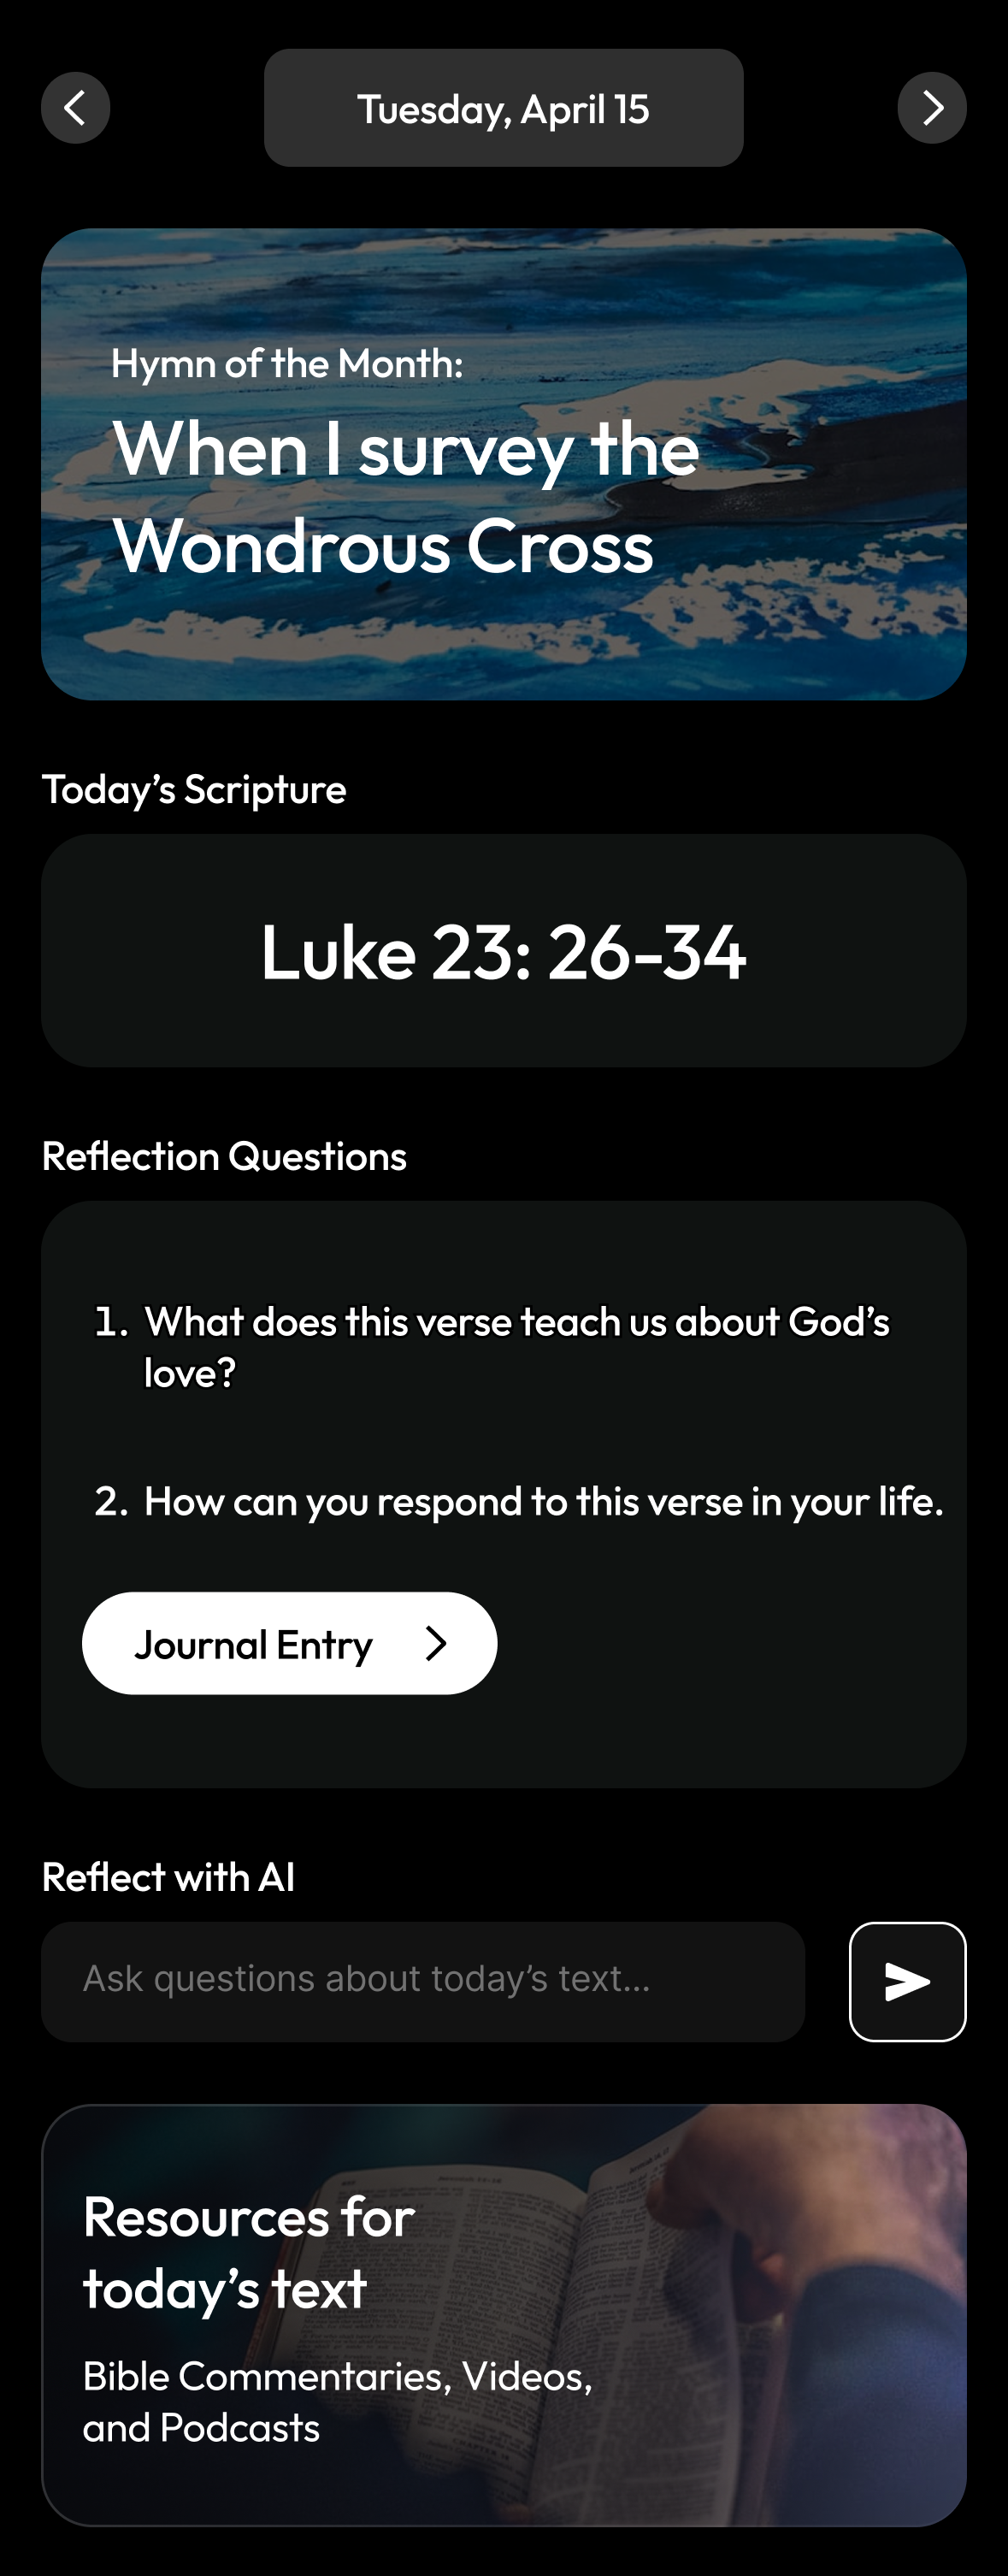 Tuesday, April 15
Hymn of the Month:
When I survey the
Wondrous Cross
Today’s Scripture
Luke 23: 26-34
Reflection Questions
1. What does this verse teach us about God’s
love?
2. How can you respond to this verse in your life.
Journal Entry
Reflect with AI
Ask questions about today’s text...
Resources for
today’s text
Bible Commentaries, Videos,
and Podcasts